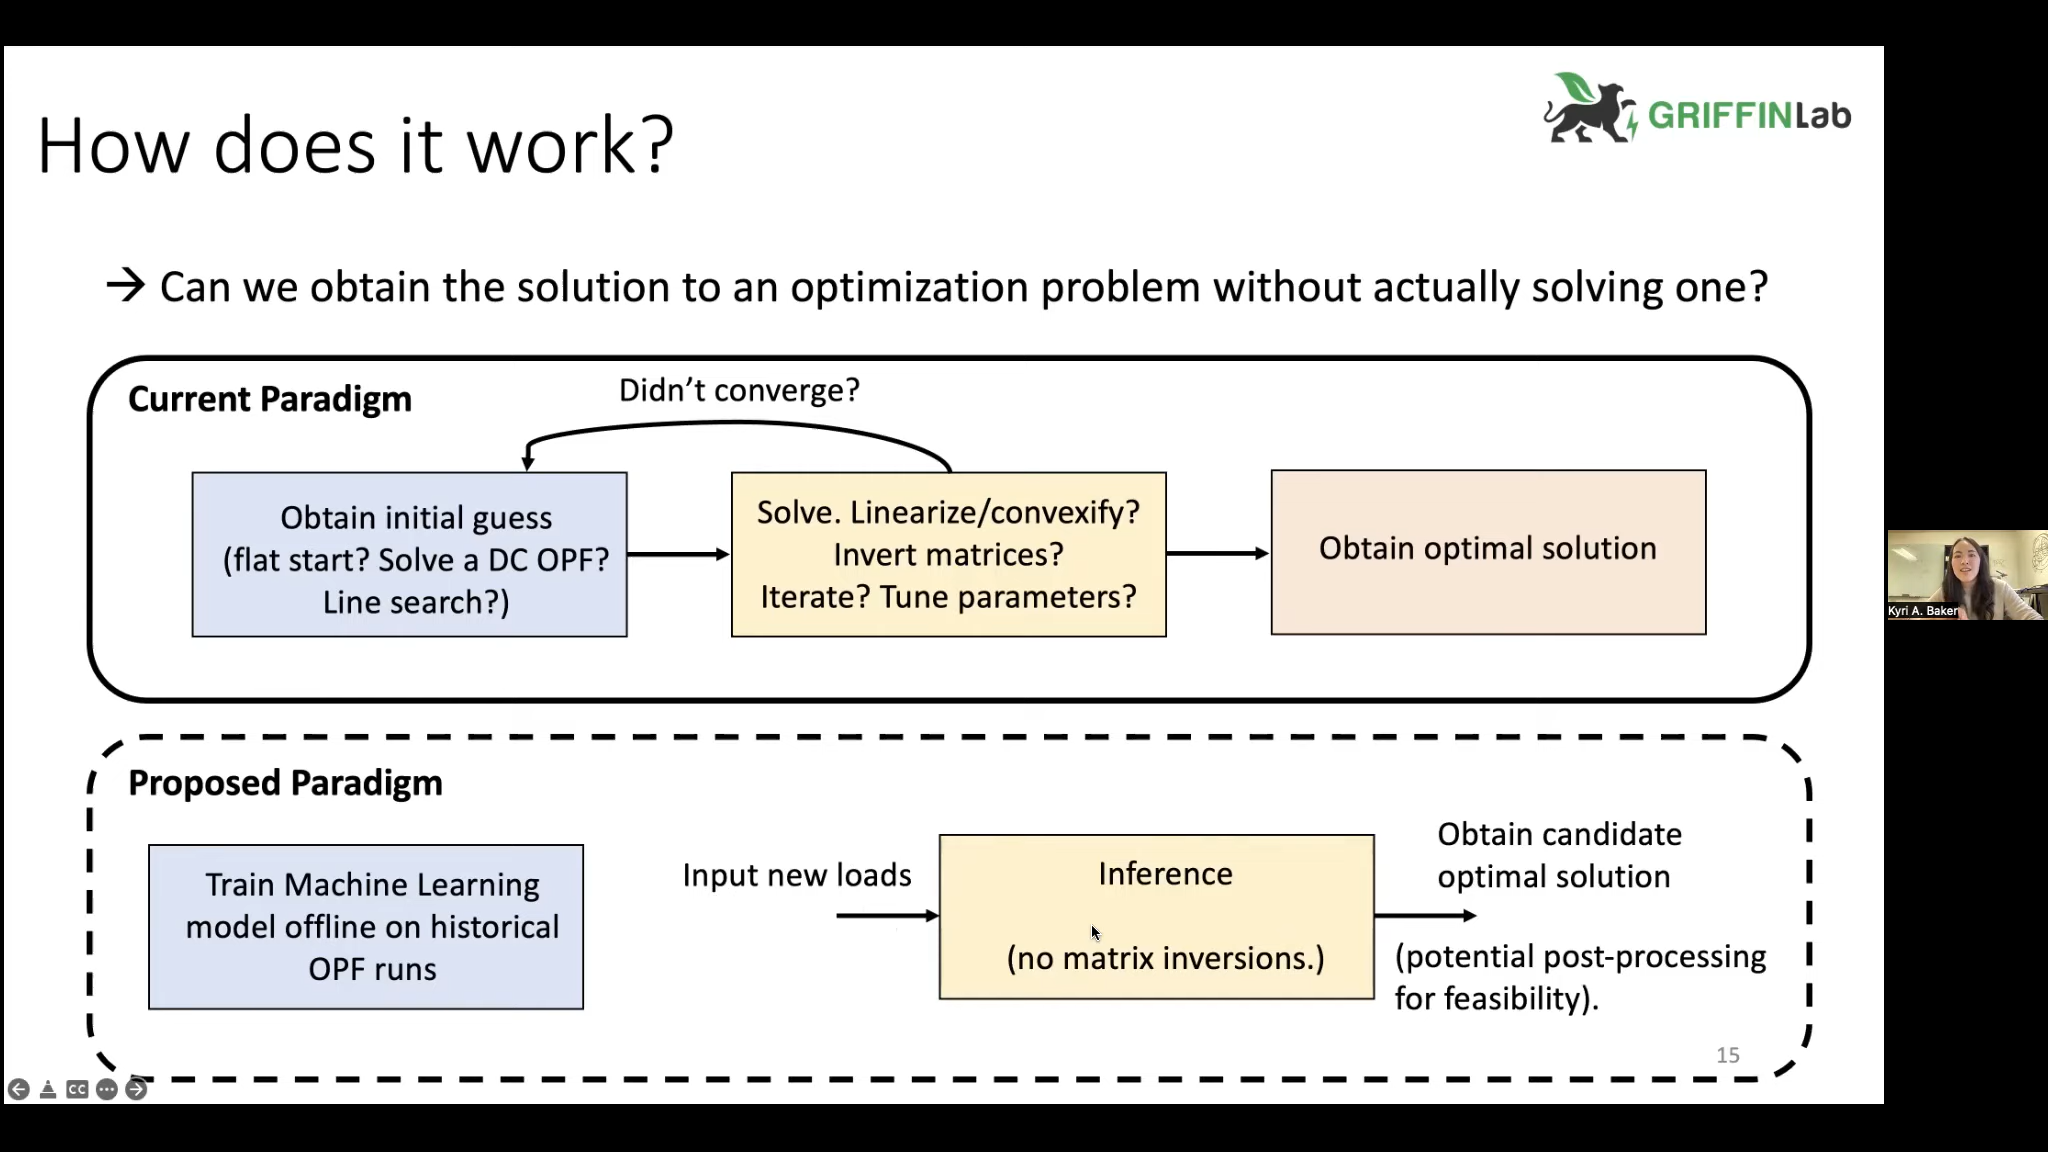 How does it work?
GRIFFINLab
→ Can we obtain the solution to an optimization problem without actually solving one?
Current Paradigm
Didn’t converge?
Obtain initial guess
(flat start? Solve a DC OPF?
Line search?)
Solve. Linearize/convexify?
Invert matrices?
Iterate? Tune parameters?
Obtain optimal solution
Kyri A. Baker
Proposed Paradigm
Train Machine Learning
model offline on historical
OPF runs
Input new loads
Inference
(no matrix inversions.)
Obtain candidate
optimal solution
(potential post-processing
for feasibility).
15
CC